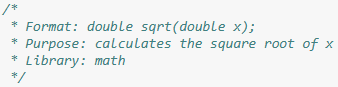 /*
 * Format: double sqrt(double x);
 * Purpose: calculates the square root of x
 * Library: math
 */